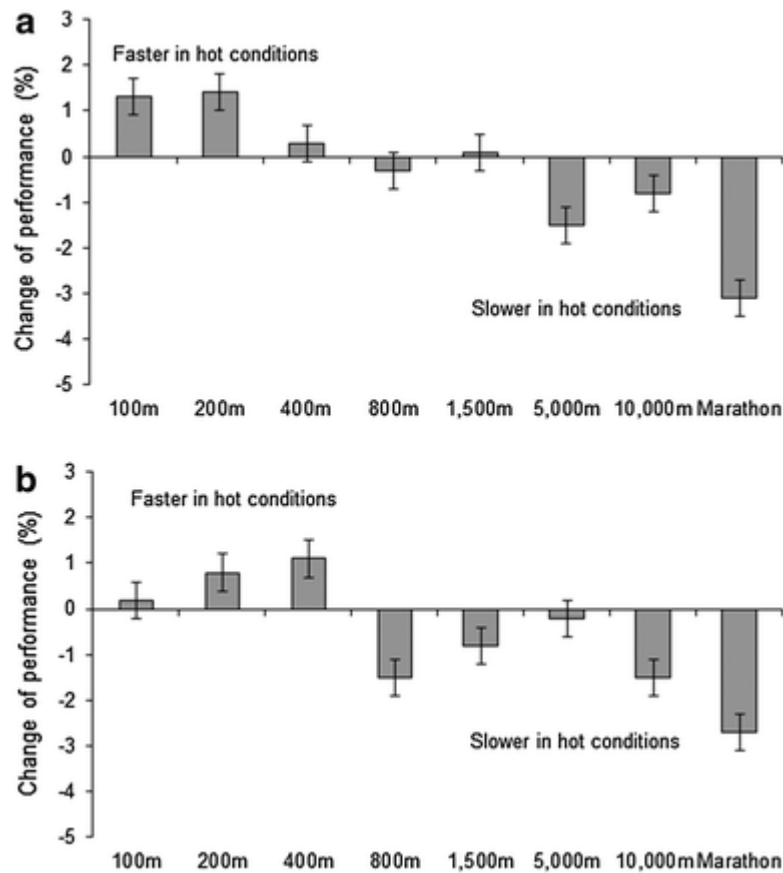 a
Change of performance (%)
3
2
1
0
-1
-2
-3
-4
-5
Faster in hot conditions
Slower in hot conditions
100m 200m 400m 800m 1,500m 5,000m 10,000m Marathon
b
Change of performance (%)
3
2
1
0
-1
-2
-3
-4
-5
Faster in hot conditions
Slower in hot conditions
100m 200m 400m 800m 1,500m 5,000m 10,000m Marathon